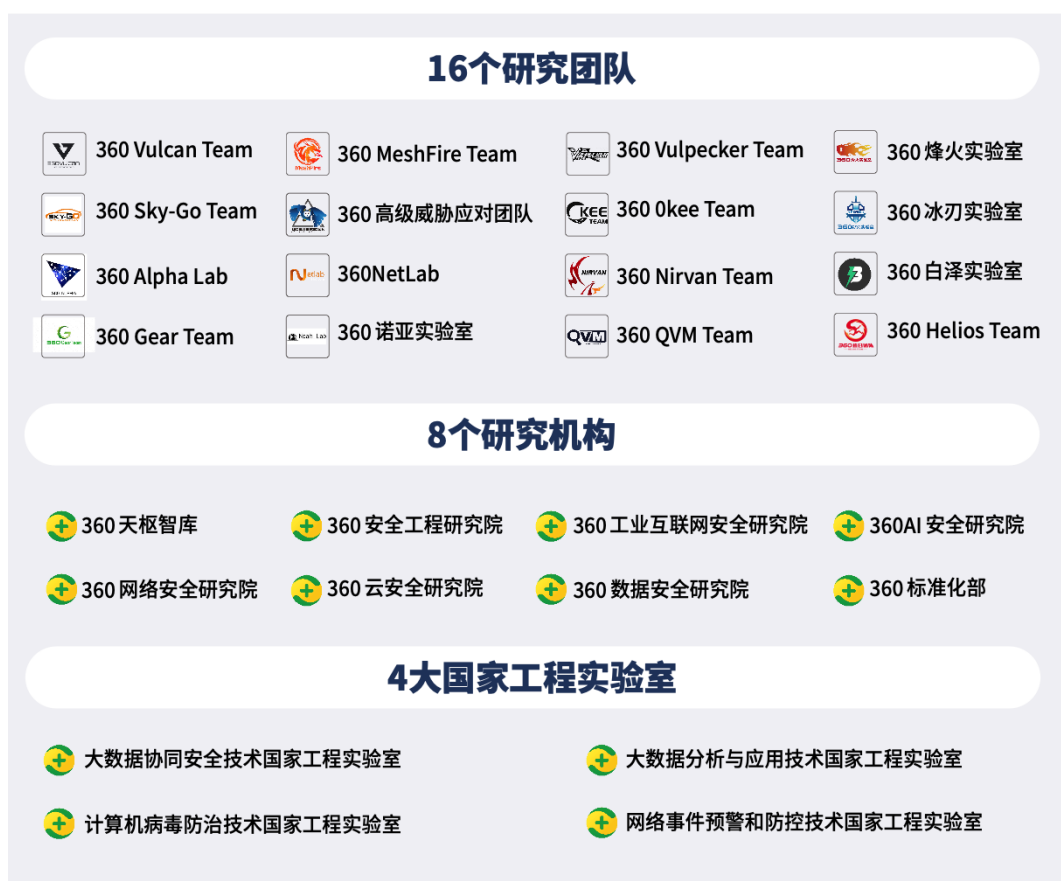 16个研究团队
360 Vulcan Team
360 MeshFire Team
360 Vulpecker Team
360 烽火实验室
360 Sky-Go Team
360 高级威胁应对团队
360 0kee Team
360 冰刃实验室
360 Alpha Lab
360NetLab
360 Nirvan Team
360 白泽实验室
360 Gear Team
360 诺亚实验室
360 QVM Team
360 Helios Team
8个研究机构
360 天枢智库
360 安全工程研究院
360 工业互联网安全研究院
360AI 安全研究院
360 网络安全研究院
360 云安全研究院
360 数据安全研究院
360 标准化部
4大国家工程实验室
大数据协同安全技术国家工程实验室
大数据分析与应用技术国家工程实验室
计算机病毒防治技术国家工程实验室
网络事件预警和防控技术国家工程实验室